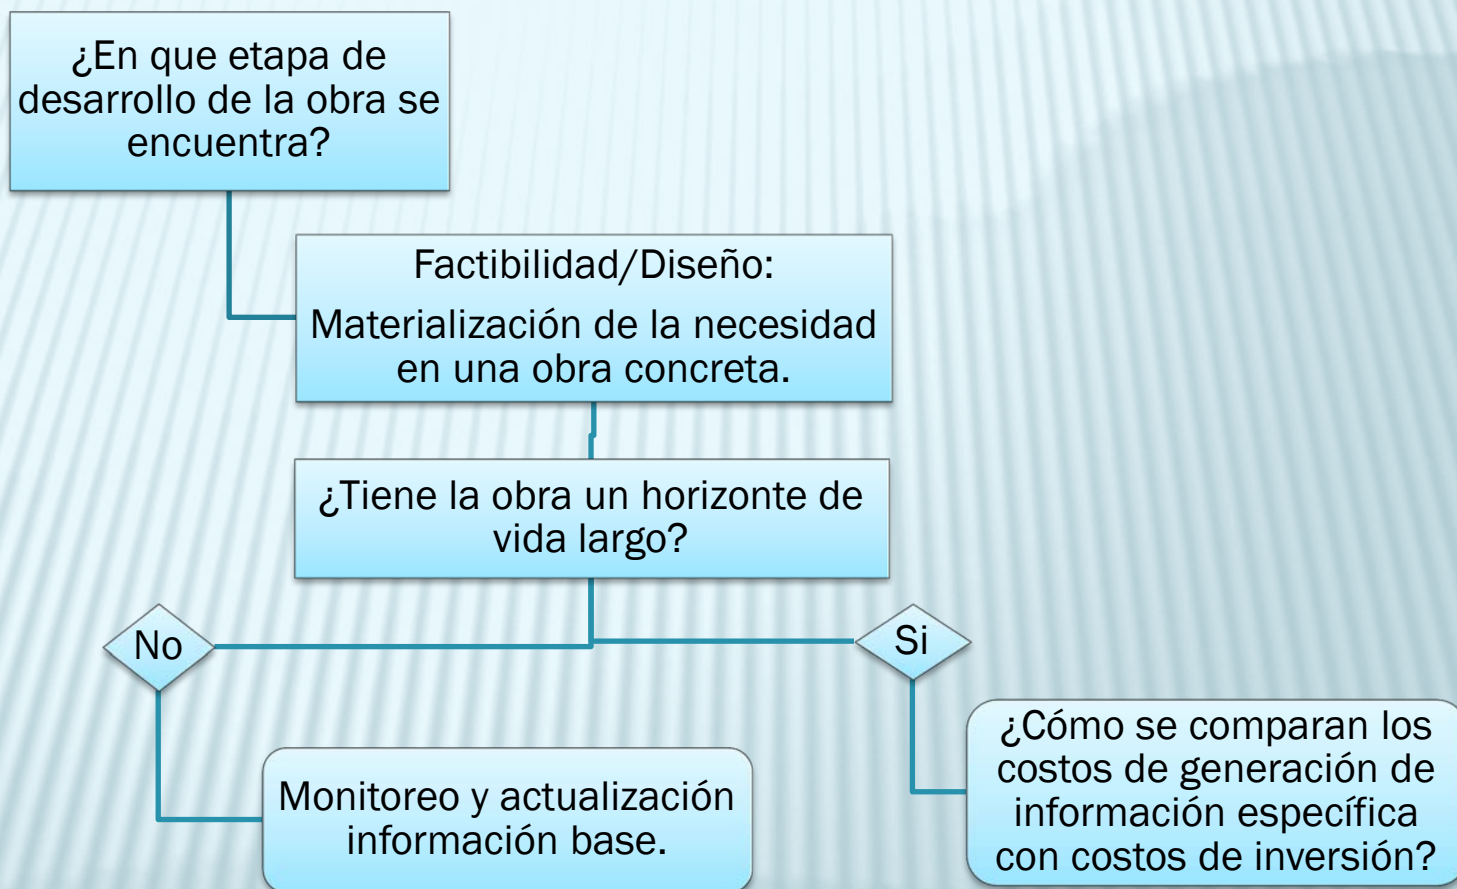 ¿En que etapa de
desarrollo de la obra se
encuentra?
Factibilidad/Diseño:
Materialización de la necesidad
en una obra concreta.
¿Tiene la obra un horizonte de
vida largo?
No
Si
Monitoreo y actualización
información base.
¿Cómo se comparan los
costos de generación de
información específica
con costos de inversión?